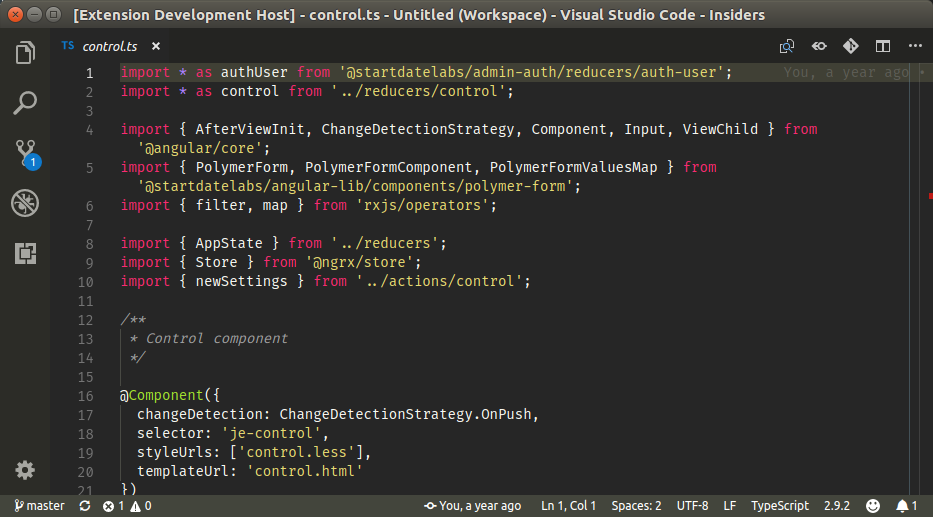 [Extension Development Host] - control.ts - Untitled (Workspace) - Visual Studio Code - Insiders
TS control.ts ×
1 import * as authUser from '@startdatelabs/admin-auth/reducers/auth-user'; You, a year ago •
2 import * as control from '../reducers/control';
3
4 import { AfterViewInit, ChangeDetectionStrategy, Component, Input, ViewChild } from
'@angular/core';
5 import { PolymerForm, PolymerFormComponent, PolymerFormValuesMap } from
'@startdatelabs/angular-lib/components/polymer-form';
6 import { filter, map } from 'rxjs/operators';
7
8 import { AppState } from '../reducers';
9 import { Store } from '@ngrx/store';
10 import { newSettings } from '../actions/control';
11
12 /**
13 * Control component
14 */
15
16 @Component({
17 changeDetection: ChangeDetectionStrategy.OnPush,
18 selector: 'je-control',
19 styleUrls: ['control.less'],
20 templateUrl: 'control.html'
21 })
1
master 1 0 You, a year ago Ln 1, Col 1 Spaces: 2 UTF-8 LF TypeScript 2.9.2 1